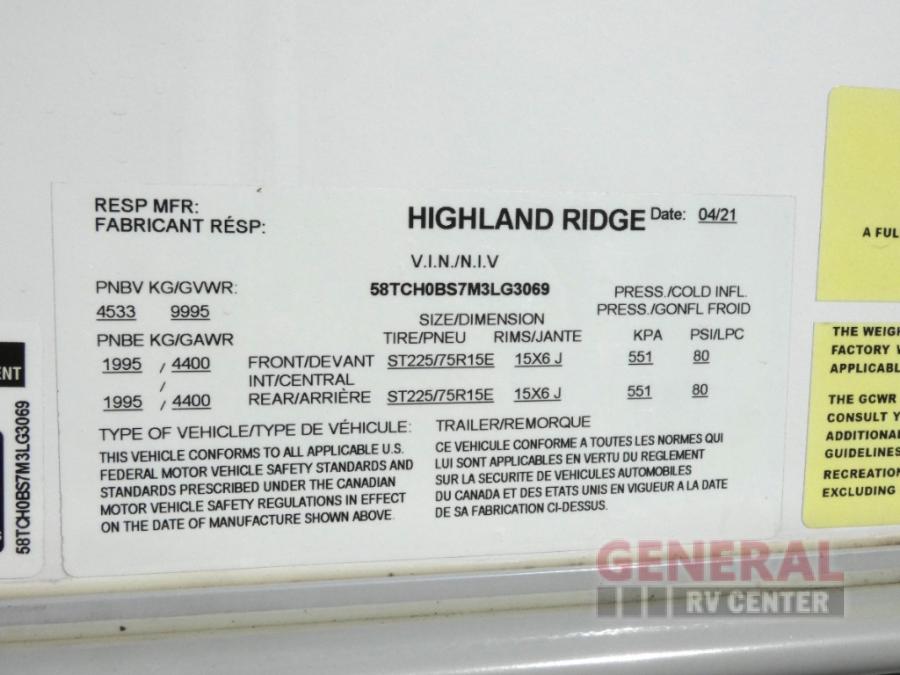 RESP MFR:
FABRICANT RÉSP:
HIGHLAND RIDGE
Date: 04/21
V.I.N./N.I.V
58TCH0BS7M3LG3069
PNBV KG/GVWR:
4533 9995
PRESS./COLD INFL.
PRESS./GONFL FROID
SIZE/DIMENSION
PNBE KG/GAWR TIRE/PNEU RIMS/JANTE KPA PSI/LPC
1995 / 4400 FRONT/DEVANT ST225/75R15E 15X6 J 551 80
/ INT/CENTRAL
1995 / 4400 REAR/ARRIÈRE ST225/75R15E 15X6 J 551 80
TYPE OF VEHICLE/TYPE DE VÉHICULE: TRAILER/REMORQUE
THIS VEHICLE CONFORMS TO ALL APPLICABLE U.S.
FEDERAL MOTOR VEHICLE SAFETY STANDARDS AND
STANDARDS PRESCRIBED UNDER THE CANADIAN
MOTOR VEHICLE SAFETY REGULATIONS IN EFFECT
ON THE DATE OF MANUFACTURE SHOWN ABOVE.
CE VEHICULE CONFORME A TOUTES LES NORMES QUI
LUI SONT APPLICABLES EN VERTU DU REGLEMENT
SUR LA SECURITE DE VEHICULES AUTOMOBILES
DU CANADA ET DES ETATS UNIS EN VIGUEUR A LA DATE
DE SA FABRICATION CI-DESSUS.
ENT
58TCH0BS7M3LG3069
A FUL
THE WEIGH
FACTORY
APPLICABL
THE GCWR
CONSULT Y
ADDITIONA
GUIDELINES
RECREATION
EXCLUDING
GENERAL
RV CENTER